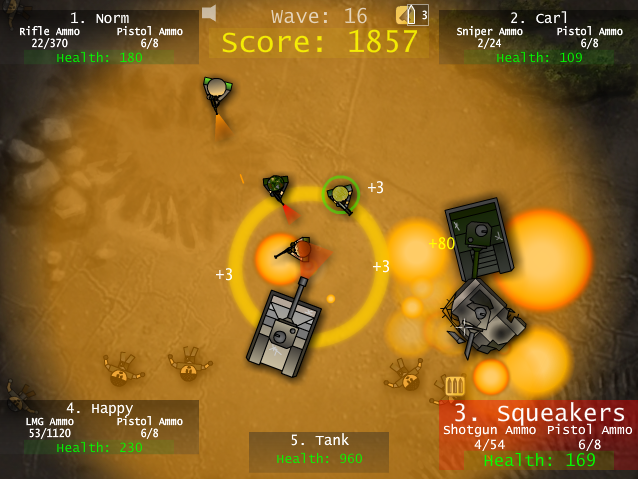 1. Norm
Rifle Ammo Pistol Ammo
22/370 6/8
Health: 180
Wave: 16
3
Score: 1857
2. Carl
Sniper Ammo Pistol Ammo
2/24 6/8
Health: 109
+3
+80
+3
+3
4. Happy
LMG Ammo Pistol Ammo
53/1120 6/8
Health: 230
5. Tank
Health: 960
3. Squeakers
Shotgun Ammo Pistol Ammo
4/54 6/8
Health: 169